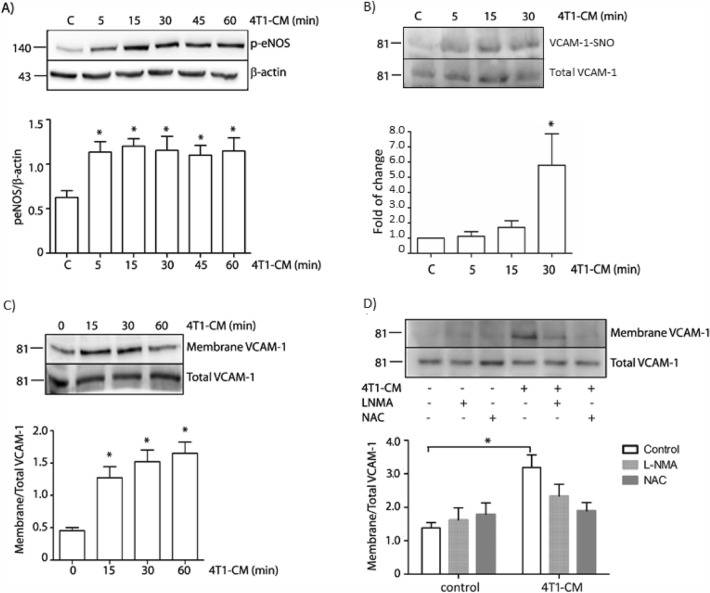 A)
C 5 15 30 45 60 4T1-CM (min)
140 p-eNOS
43 β-actin
peNOS/β-actin
1.5
1.0
0.5
0
* * * * *
C 5 15 30 45 60 4T1-CM (min)
B)
C 5 15 30 4T1-CM (min)
81 VCAM-1-SNO
81 Total VCAM-1
Fold of change
8.0
7.0
6.0
5.0
4.0
3.0
2.0
1.0
0.0
*
C 5 15 30 4T1-CM (min)
C)
0 15 30 60 4T1-CM (min)
81 Membrane VCAM-1
81 Total VCAM-1
Membrane/Total VCAM-1
2.0
1.5
1.0
0.5
0
* * *
0 15 30 60 4T1-CM (min)
D)
81 Membrane VCAM-1
81 Total VCAM-1
4T1-CM - - - + + +
LNMA - + - - + -
NAC - - + - - +
Membrane/Total VCAM-1
4.0
3.0
2.0
1.0
0
*
Control
L-NMA
NAC
control 4T1-CM